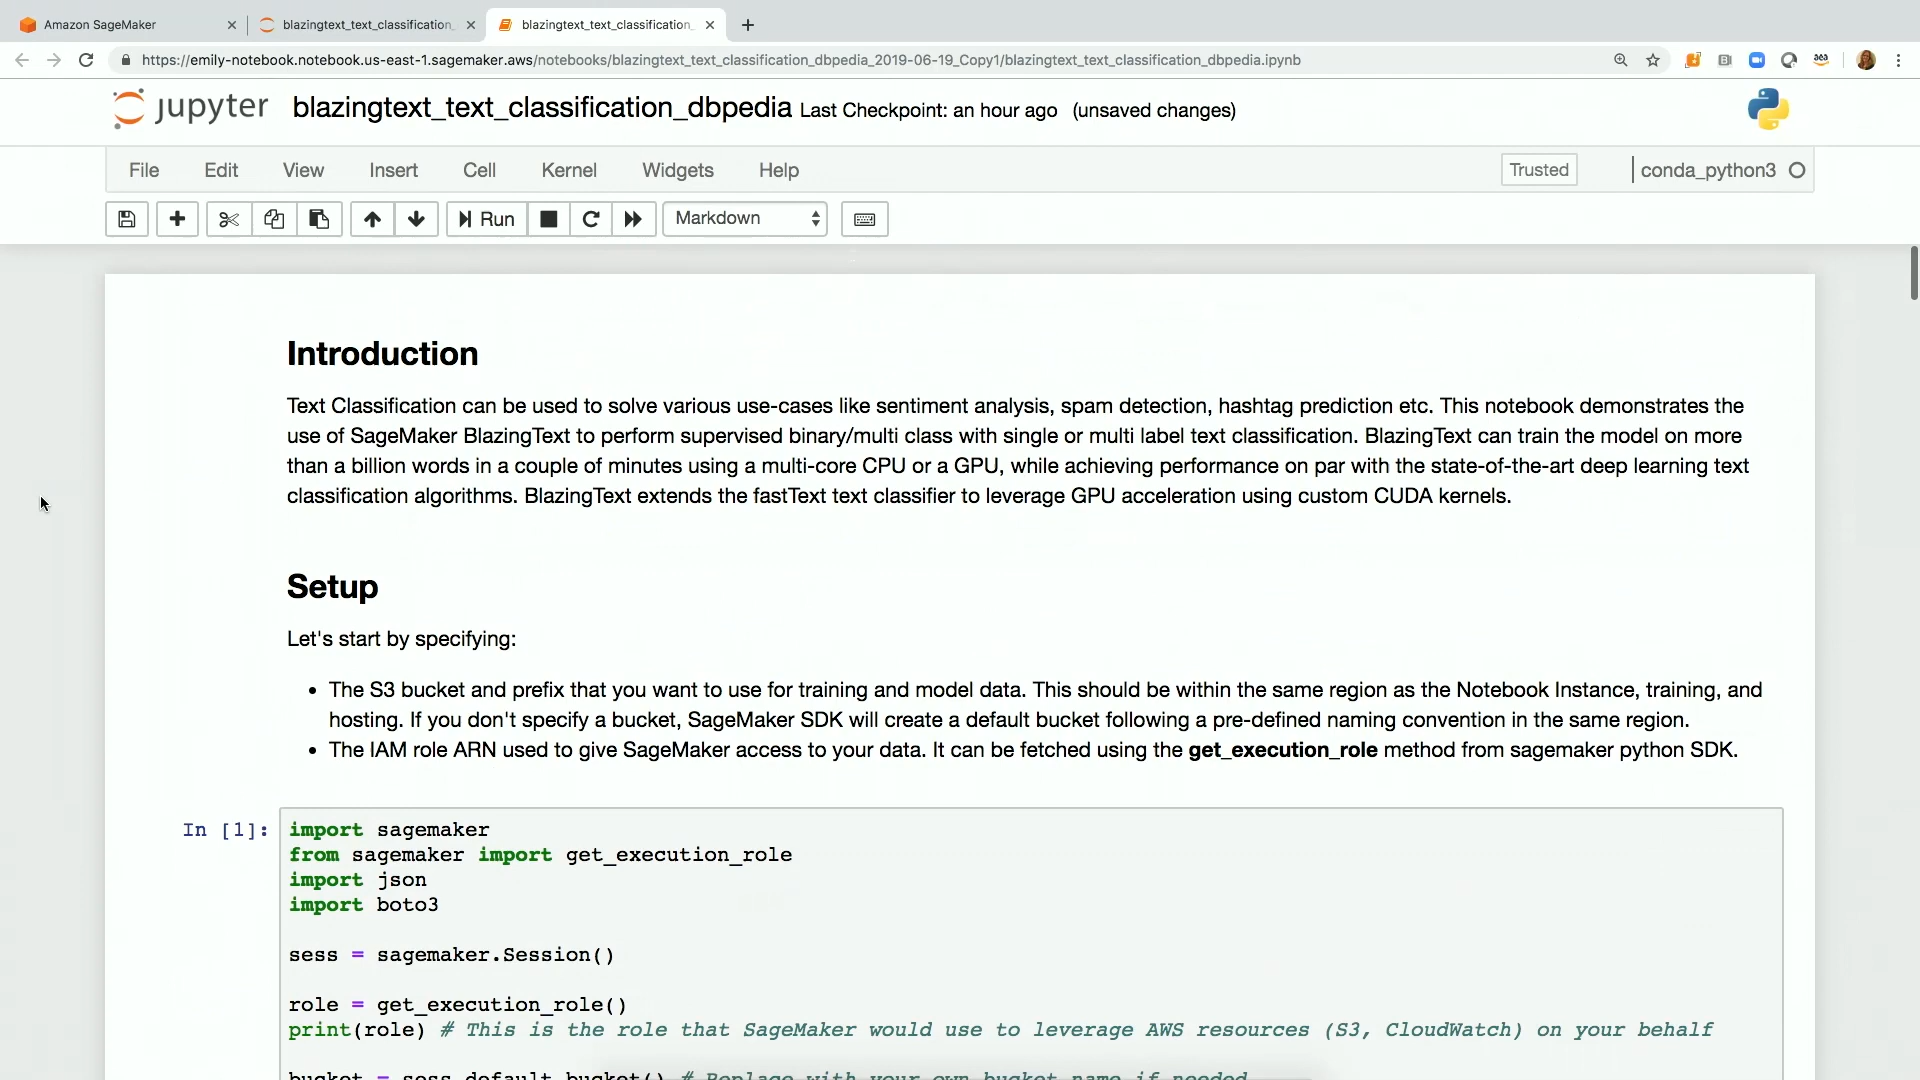 Amazon SageMaker
blazingtext_text_classification_
blazingtext_text_classification_
https://emily-notebook.notebook.us-east-1.sagemaker.aws/notebooks/blazingtext_text_classification_dbpedia_2019-06-19_Copy1/blazingtext_text_classification_dbpedia.ipynb
jupyter blazingtext_text_classification_dbpedia Last Checkpoint: an hour ago (unsaved changes)
File Edit View Insert Cell Kernel Widgets Help Trusted conda_python3
Run Markdown
Introduction
Text Classification can be used to solve various use-cases like sentiment analysis, spam detection, hashtag prediction etc. This notebook demonstrates the
use of SageMaker BlazingText to perform supervised binary/multi class with single or multi label text classification. BlazingText can train the model on more
than a billion words in a couple of minutes using a multi-core CPU or a GPU, while achieving performance on par with the state-of-the-art deep learning text
classification algorithms. BlazingText extends the fastText text classifier to leverage GPU acceleration using custom CUDA kernels.
Setup
Let's start by specifying:
• The S3 bucket and prefix that you want to use for training and model data. This should be within the same region as the Notebook Instance, training, and
hosting. If you don't specify a bucket, SageMaker SDK will create a default bucket following a pre-defined naming convention in the same region.
• The IAM role ARN used to give SageMaker access to your data. It can be fetched using the get_execution_role method from sagemaker python SDK.
In [1]: import sagemaker
from sagemaker import get_execution_role
import json
import boto3
sess = sagemaker.Session()
role = get_execution_role()
print(role) # This is the role that SageMaker would use to leverage AWS resources (S3, CloudWatch) on your behalf
bucket = sess.default_bucket() # Replace with your own bucket name if needed